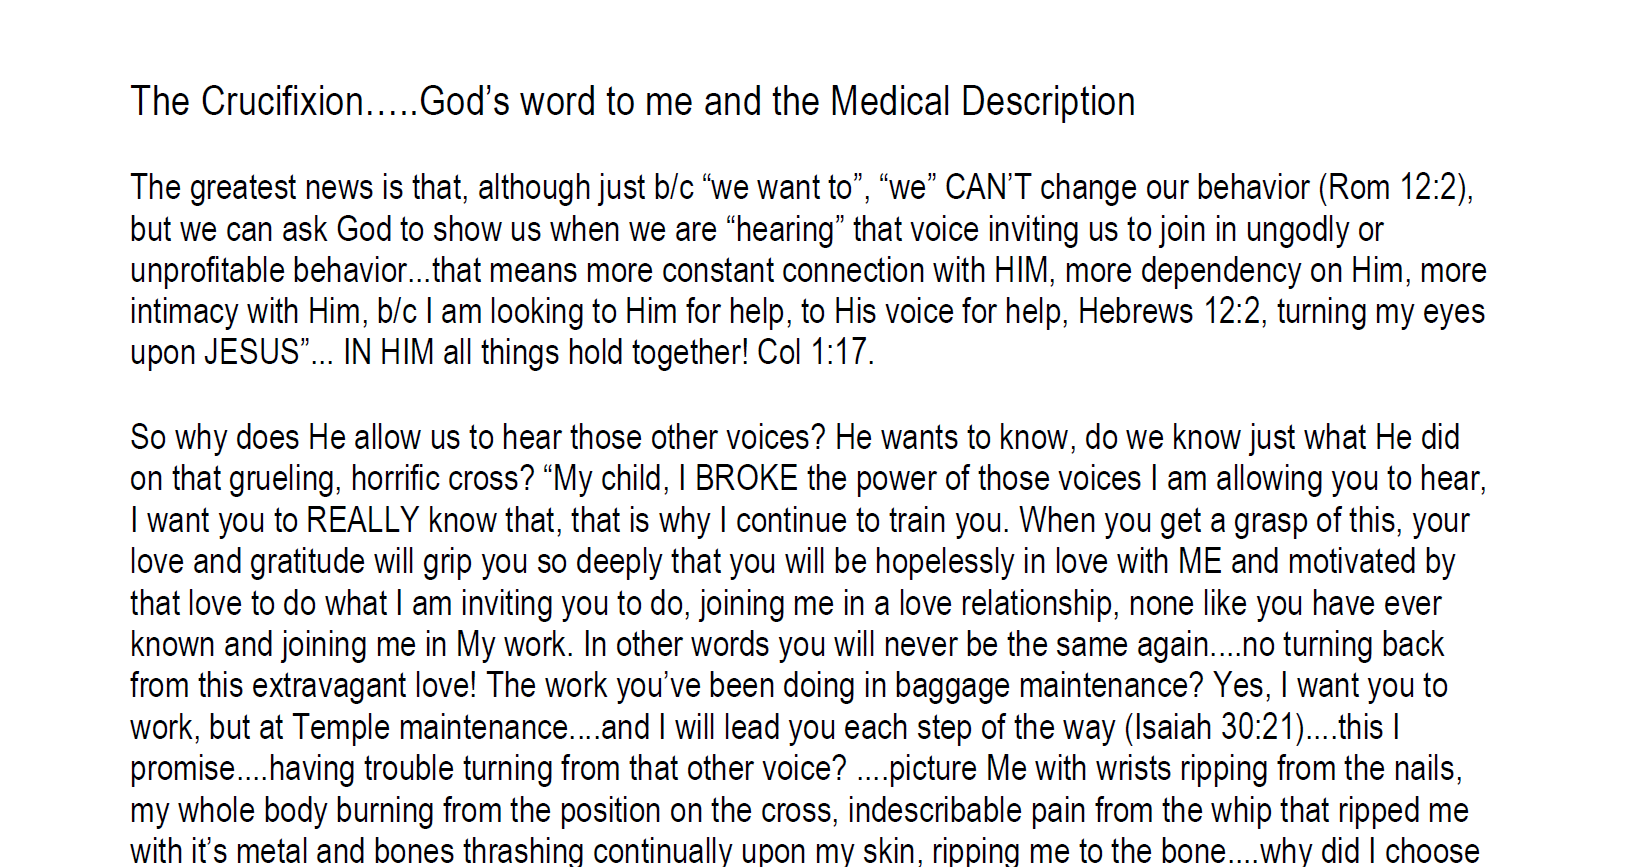 The Crucifixion…..God’s word to me and the Medical Description
The greatest news is that, although just b/c “we want to”, “we” CAN’T change our behavior (Rom 12:2),
but we can ask God to show us when we are “hearing” that voice inviting us to join in ungodly or
unprofitable behavior...that means more constant connection with HIM, more dependency on Him, more
intimacy with Him, b/c I am looking to Him for help, to His voice for help, Hebrews 12:2, turning my eyes
upon JESUS”... IN HIM all things hold together! Col 1:17.
So why does He allow us to hear those other voices? He wants to know, do we know just what He did
on that grueling, horrific cross? “My child, I BROKE the power of those voices I am allowing you to hear,
I want you to REALLY know that, that is why I continue to train you. When you get a grasp of this, your
love and gratitude will grip you so deeply that you will be hopelessly in love with ME and motivated by
that love to do what I am inviting you to do, joining me in a love relationship, none like you have ever
known and joining me in My work. In other words you will never be the same again....no turning back
from this extravagant love! The work you’ve been doing in baggage maintenance? Yes, I want you to
work, but at Temple maintenance....and I will lead you each step of the way (Isaiah 30:21)....this I
promise....having trouble turning from that other voice? ....picture Me with wrists ripping from the nails,
my whole body burning from the position on the cross, indescribable pain from the whip that ripped me
with it’s metal and bones thrashing continually upon my skin, ripping me to the bone....why did I choose